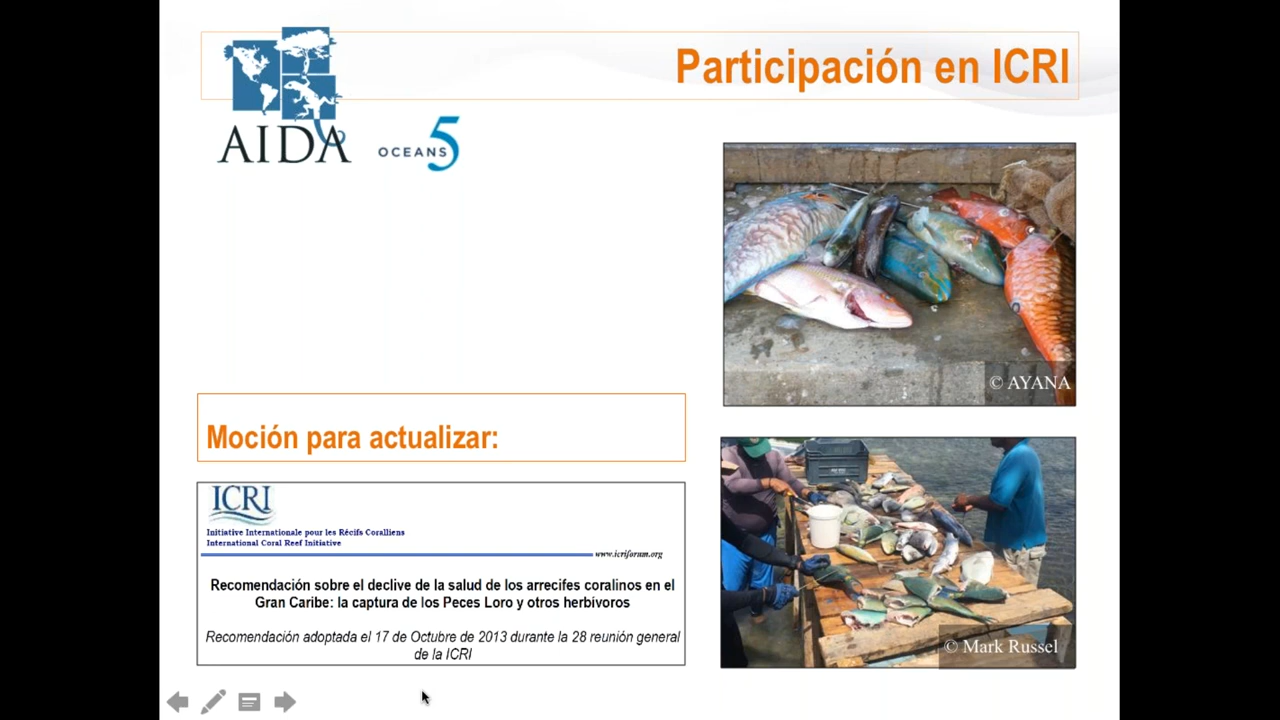 Participación en ICRI
AIDA
OCEANS 5
© AYANA
Moción para actualizar:
ICRI
Initiative Internationale pour les Récifs Coralliens
International Coral Reef Initiative
www.icriforum.org
Recomendación sobre el declive de la salud de los arrecifes coralinos en el
Gran Caribe: la captura de los Peces Loro y otros herbívoros
Recomendación adoptada el 17 de Octubre de 2013 durante la 28 reunión general
de la ICRI
© Mark Russel